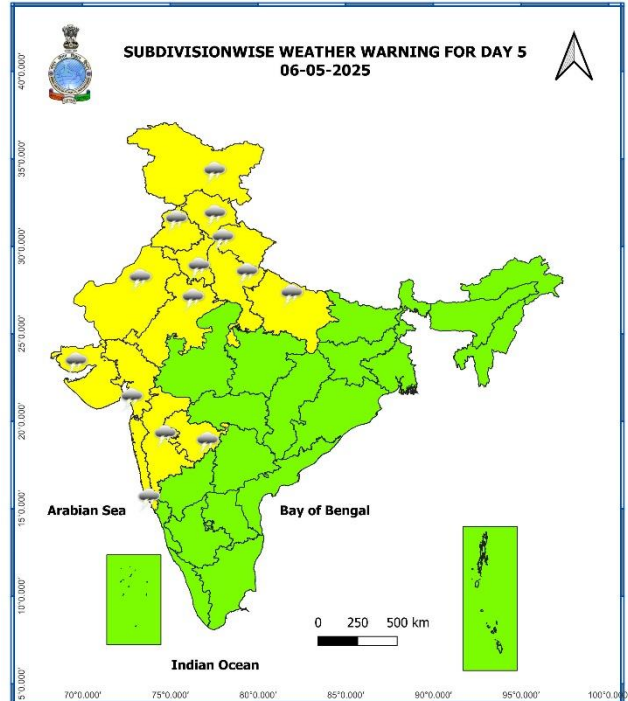 SUBDIVISIONWISE WEATHER WARNING FOR DAY 5
06-05-2025
40°0.000'
35°0.000'
30°0.000'
25°0.000'
20°0.000'
15°0.000'
10°0.000'
5°0.000'
Arabian Sea
Bay of Bengal
0 250 500 km
Indian Ocean
70°0.000' 75°0.000' 80°0.000' 85°0.000' 90°0.000' 95°0.000' 100°0.000'